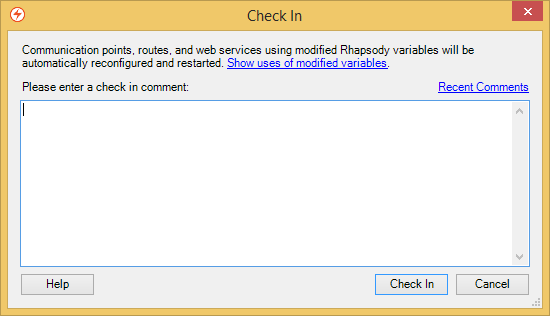 Check In
Communication points, routes, and web services using modified Rhapsody variables will be
automatically reconfigured and restarted. Show uses of modified variables.
Please enter a check in comment: Recent Comments
Help Check In Cancel